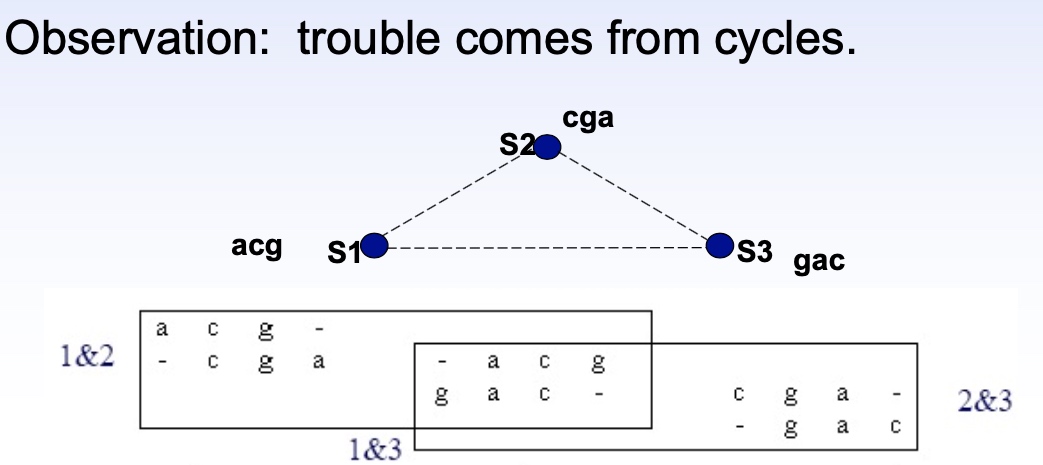 Observation: trouble comes from cycles.
cga
S2
acg S1 S3 gac
a c g -
1&2 - c g a - a c g
g a c - c g a - 2&3
- g a c
1&3